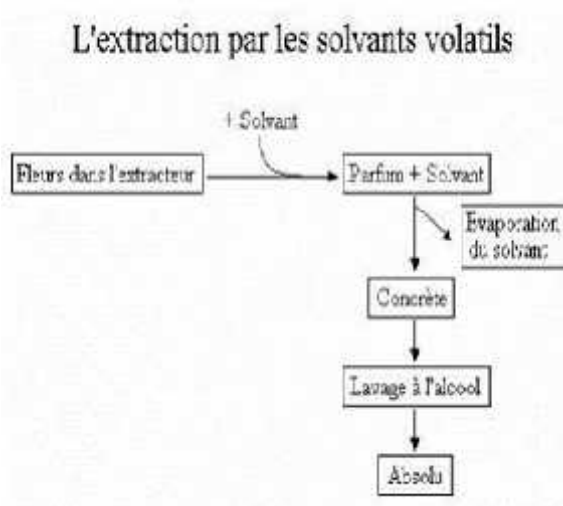 L'extraction par les solvants volatils
+ Solvant
Fleurs dans l'extracteur
Parfum + Solvant
Evaporation
du solvant
Concrète
Lavage à l'alcool
Absolu